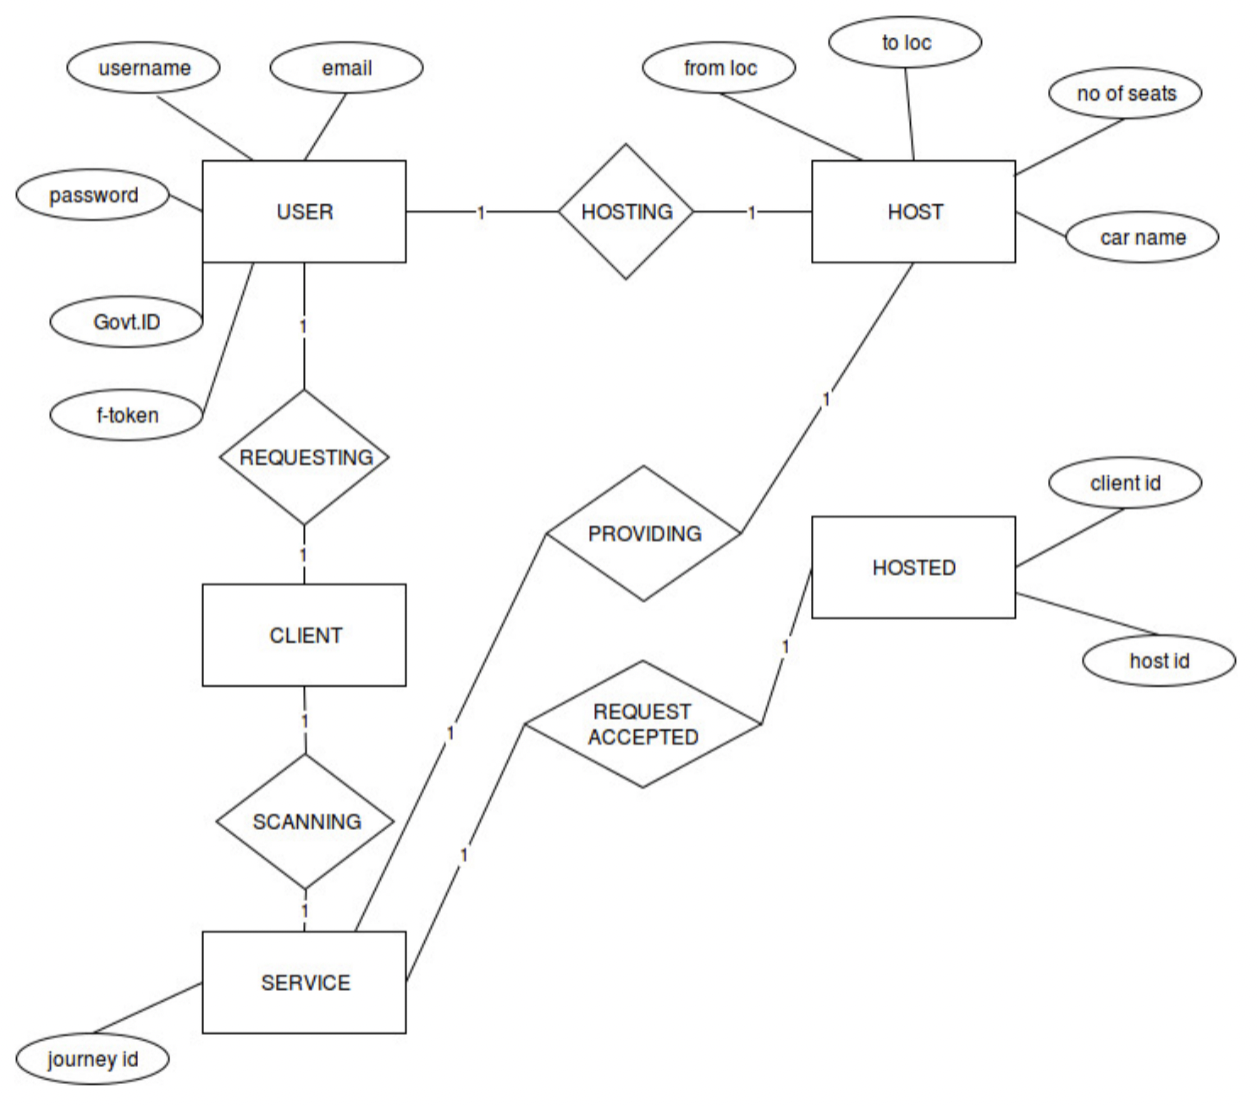 to loc
username
email
from loc
no of seats
password
USER
1
HOSTING
1
HOST
car name
Govt.ID
1
f-token
1
REQUESTING
client id
PROVIDING
1
HOSTED
CLIENT
1
host id
1
REQUEST
ACCEPTED
1
SCANNING
1
1
SERVICE
journey id